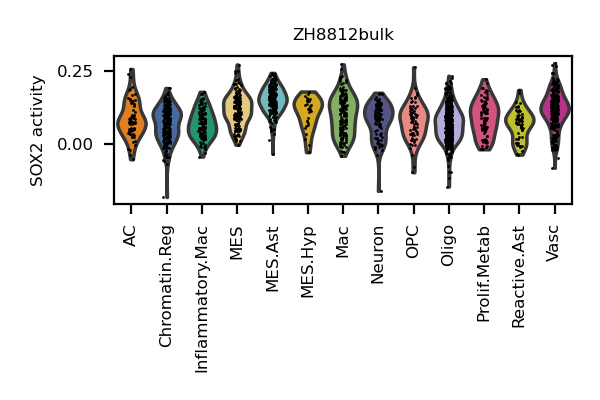 ZH8812bulk
SOX2 activity
0.25
0.00
AC
Chromatin.Reg
Inflammatory.Mac
MES
MES.Ast
MES.Hyp
Mac
Neuron
OPC
Oligo
Prolif.Metab
Reactive.Ast
Vasc